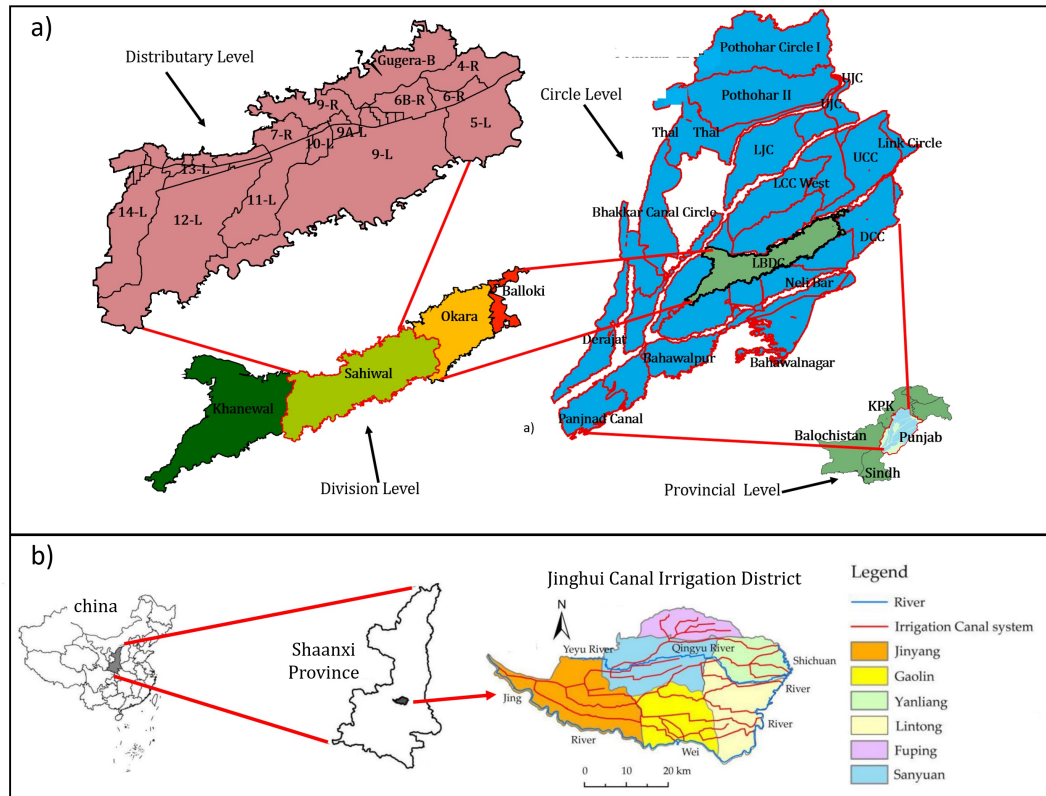 a)
Distributary Level
Gugera-B
4-R
9-R
6B-R
6-R
7-R
9A-L
10-L
5-L
9-L
13-L
11-L
14-L
12-L
Balloki
Okara
Sahiwal
Khanewal
Division Level
Circle Level
Pothohar Circle I
Pothohar II
UJC
UJC
Thal
Thal
LJC
Link Circle
UCC
LCC West
Bhakkar Canal Circle
DCC
LBDC
Neli Bar
Derajat
Bahawalpur
Bahawalnagar
Panjnad Canal
a)
KPK
Balochistan
Punjab
Sindh
Provincial Level
b)
china
Shaanxi
Province
Jinghui Canal Irrigation District
N
Yeyu River
Qingyu River
Shichuan
River
Jing
River
River
Wei
0 10 20 km
Legend
River
Irrigation Canal system
Jinyang
Gaolin
Yanliang
Lintong
Fuping
Sanyuan